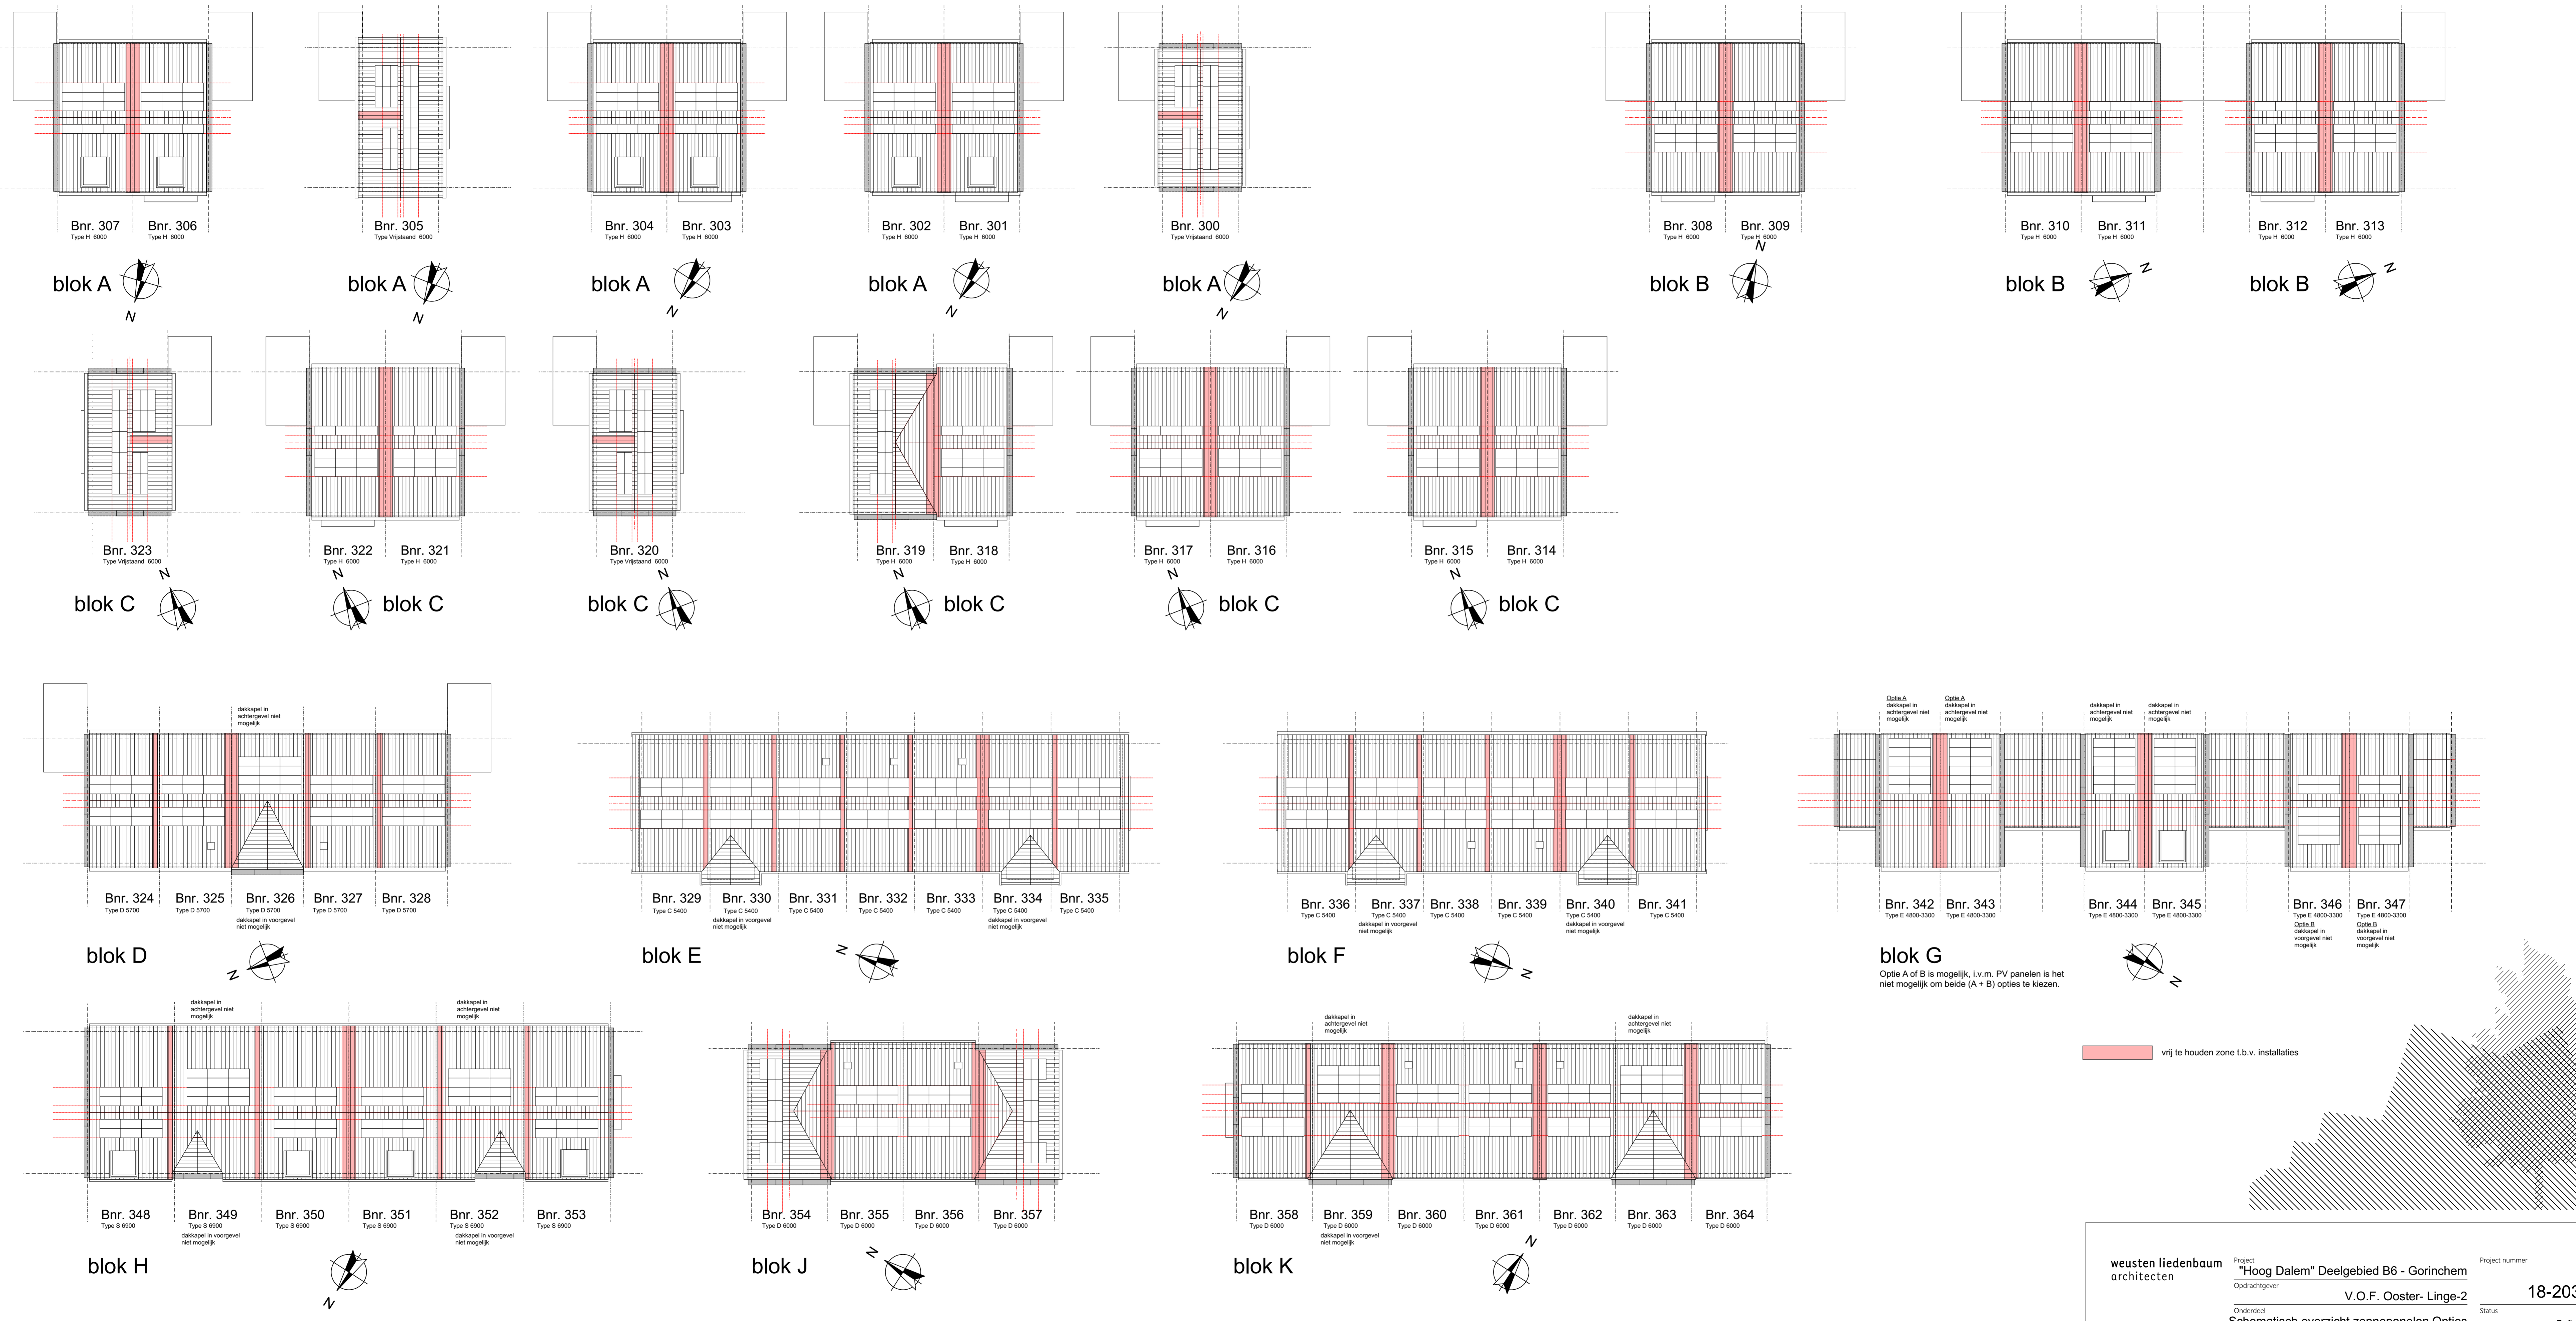 Bnr. 307 Bnr. 306
Type H 6000 Type H 6000
blok A
N
Bnr. 305
Type Vrijstaand 6000
blok A
N
Bnr. 304 Bnr. 303
Type H 6000 Type H 6000
blok A
N
Bnr. 302 Bnr. 301
Type H 6000 Type H 6000
blok A
N
Bnr. 300
Type Vrijstaand 6000
blok A
N
Bnr. 308 Bnr. 309
Type H 6000 Type H 6000
N
blok B
Bnr. 310 Bnr. 311
Type H 6000 Type H 6000
blok B
N
Bnr. 312 Bnr. 313
Type H 6000 Type H 6000
blok B
N
Bnr. 323
Type Vrijstaand 6000
N
blok C
Bnr. 322 Bnr. 321
Type H 6000 Type H 6000
N
blok C
Bnr. 320
Type Vrijstaand 6000
N
blok C
Bnr. 319 Bnr. 318
Type H 6000 Type H 6000
N
blok C
Bnr. 317 Bnr. 316
Type H 6000 Type H 6000
N
blok C
Bnr. 315 Bnr. 314
Type H 6000 Type H 6000
N
blok C
dakkapel in
achtergevel niet
mogelijk
Bnr. 324 Bnr. 325 Bnr. 326 Bnr. 327 Bnr. 328
Type D 5700 Type D 5700 Type D 5700 Type D 5700 Type D 5700
dakkapel in voorgevel
niet mogelijk
blok D
N
Bnr. 329 Bnr. 330 Bnr. 331 Bnr. 332 Bnr. 333 Bnr. 334 Bnr. 335
Type C 5400 Type C 5400 Type C 5400 Type C 5400 Type C 5400 Type C 5400 Type C 5400
dakkapel in voorgevel
niet mogelijk
dakkapel in voorgevel
niet mogelijk
blok E
N
Bnr. 336 Bnr. 337 Bnr. 338 Bnr. 339 Bnr. 340 Bnr. 341
Type C 5400 Type C 5400 Type C 5400 Type C 5400 Type C 5400 Type C 5400
dakkapel in voorgevel
niet mogelijk
dakkapel in voorgevel
niet mogelijk
blok F
N
Optie A
dakkapel in
achtergevel niet
mogelijk
Optie A
dakkapel in
achtergevel niet
mogelijk
dakkapel in
achtergevel niet
mogelijk
dakkapel in
achtergevel niet
mogelijk
Bnr. 342 Bnr. 343 Bnr. 344 Bnr. 345 Bnr. 346 Bnr. 347
Type E 4800-3300 Type E 4800-3300 Type E 4800-3300 Type E 4800-3300 Type E 4800-3300 Type E 4800-3300
Optie B
dakkapel in
voorgevel niet
mogelijk
Optie B
dakkapel in
voorgevel niet
mogelijk
blok G
Optie A of B is mogelijk, i.v.m. PV panelen is het
niet mogelijk om beide (A + B) opties te kiezen.
N
dakkapel in
achtergevel niet
mogelijk
dakkapel in
achtergevel niet
mogelijk
Bnr. 348 Bnr. 349 Bnr. 350 Bnr. 351 Bnr. 352 Bnr. 353
Type S 6900 Type S 6900 Type S 6900 Type S 6900 Type S 6900 Type S 6900
dakkapel in voorgevel
niet mogelijk
dakkapel in voorgevel
niet mogelijk
blok H
N
Bnr. 354 Bnr. 355 Bnr. 356 Bnr. 357
Type D 6000 Type D 6000 Type D 6000 Type D 6000
blok J
N
dakkapel in
achtergevel niet
mogelijk
dakkapel in
achtergevel niet
mogelijk
Bnr. 358 Bnr. 359 Bnr. 360 Bnr. 361 Bnr. 362 Bnr. 363 Bnr. 364
Type D 6000 Type D 6000 Type D 6000 Type D 6000 Type D 6000 Type D 6000 Type D 6000
dakkapel in voorgevel
niet mogelijk
blok K
N
vrij te houden zone t.b.v. installaties
weusten liedenbaum
architecten
Project
"Hoog Dalem" Deelgebied B6 - Gorinchem
Opdrachtgever
V.O.F. Ooster- Linge-2
Onderdeel
Schematisch overzicht zonnepanelen Opties
Project nummer
18-203
Status